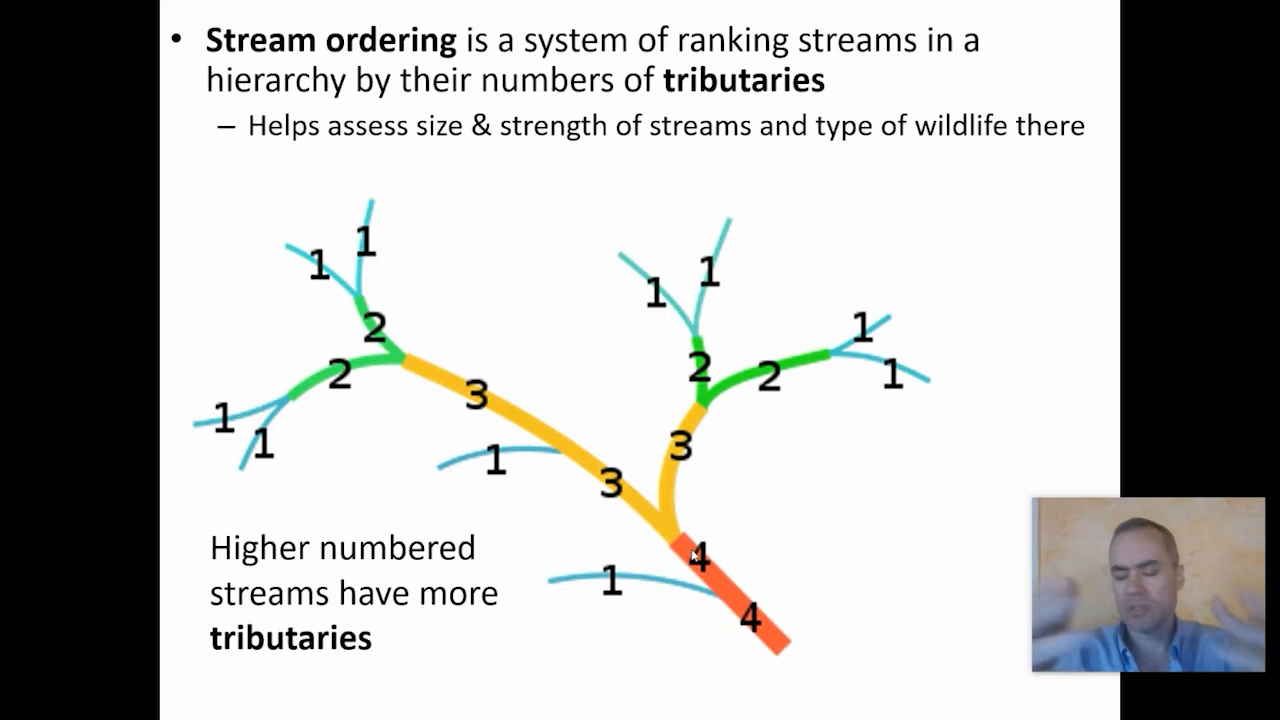 • Stream ordering is a system of ranking streams in a
hierarchy by their numbers of tributaries
– Helps assess size & strength of streams and type of wildlife there
1 1 1 1
2 1
2 2 2 1
3
1 1 3
1 3
Higher numbered 4
streams have more 1
tributaries 4